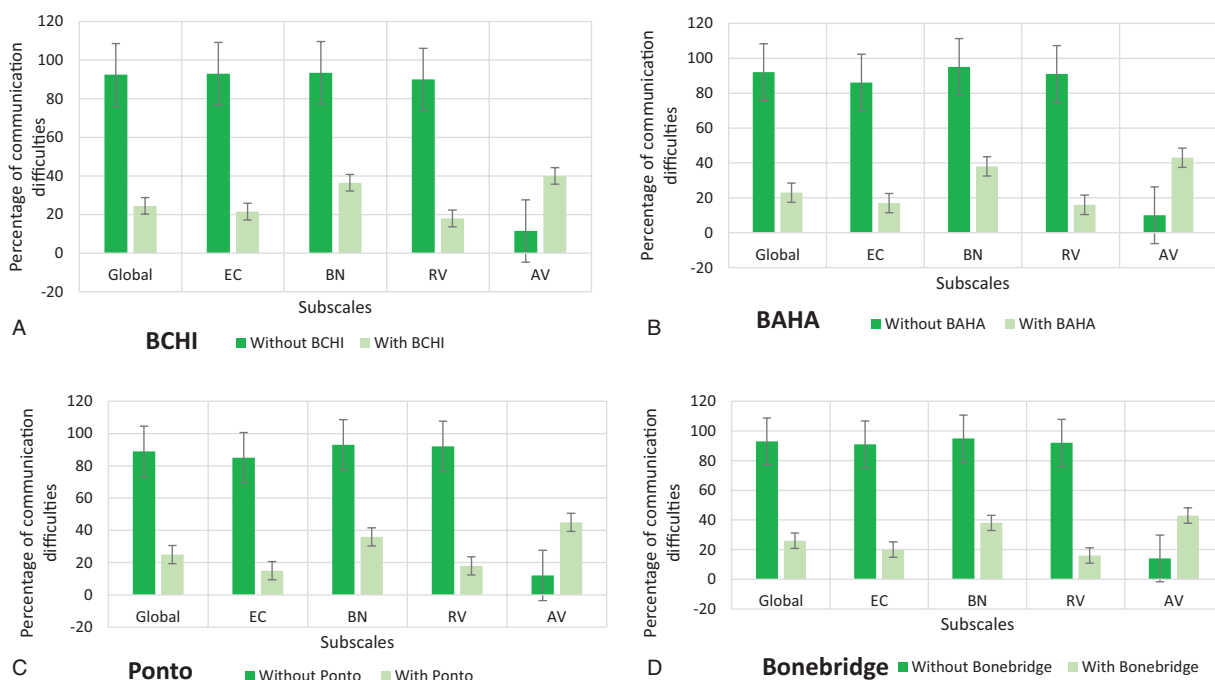 120
100
80
60
40
20
0
-20
Percentage of communication
difficulties
Global EC BN RV AV
Subscales
A
BCHI
Without BCHI With BCHI
120
100
80
60
40
20
0
-20
Percentage of communication
difficulties
Global EC BN RV AV
Subscales
B
BAHA
Without BAHA With BAHA
120
100
80
60
40
20
0
-20
Percentage of communication
difficulties
Global EC BN RV AV
Subscales
C
Ponto
Without Ponto With Ponto
120
100
80
60
40
20
0
-20
Percentage of communication
difficulties
Global EC BN RV AV
Subscales
D
Bonebridge
Without Bonebridge With Bonebridge